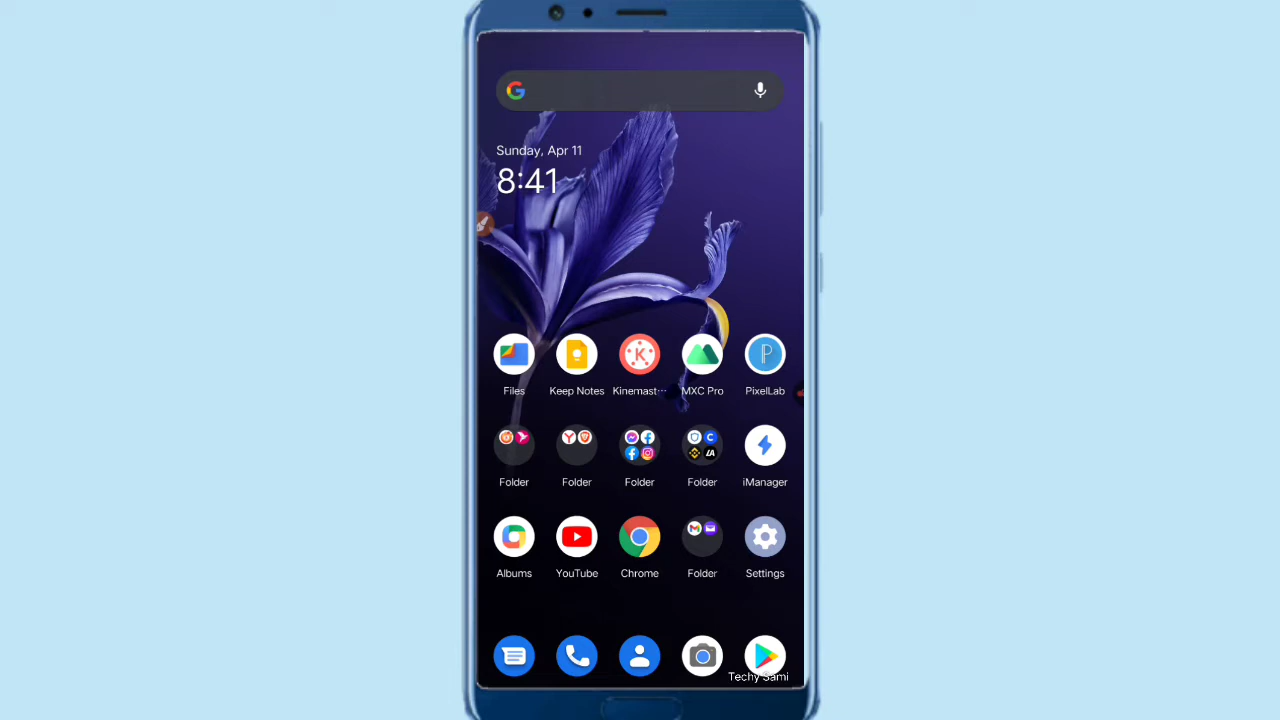 Sunday, Apr 11
8:41
Files Keep Notes Kinemast··· MXC Pro PixelLab
Folder Folder Folder Folder iManager
Albums YouTube Chrome Folder Settings
Techy Sami